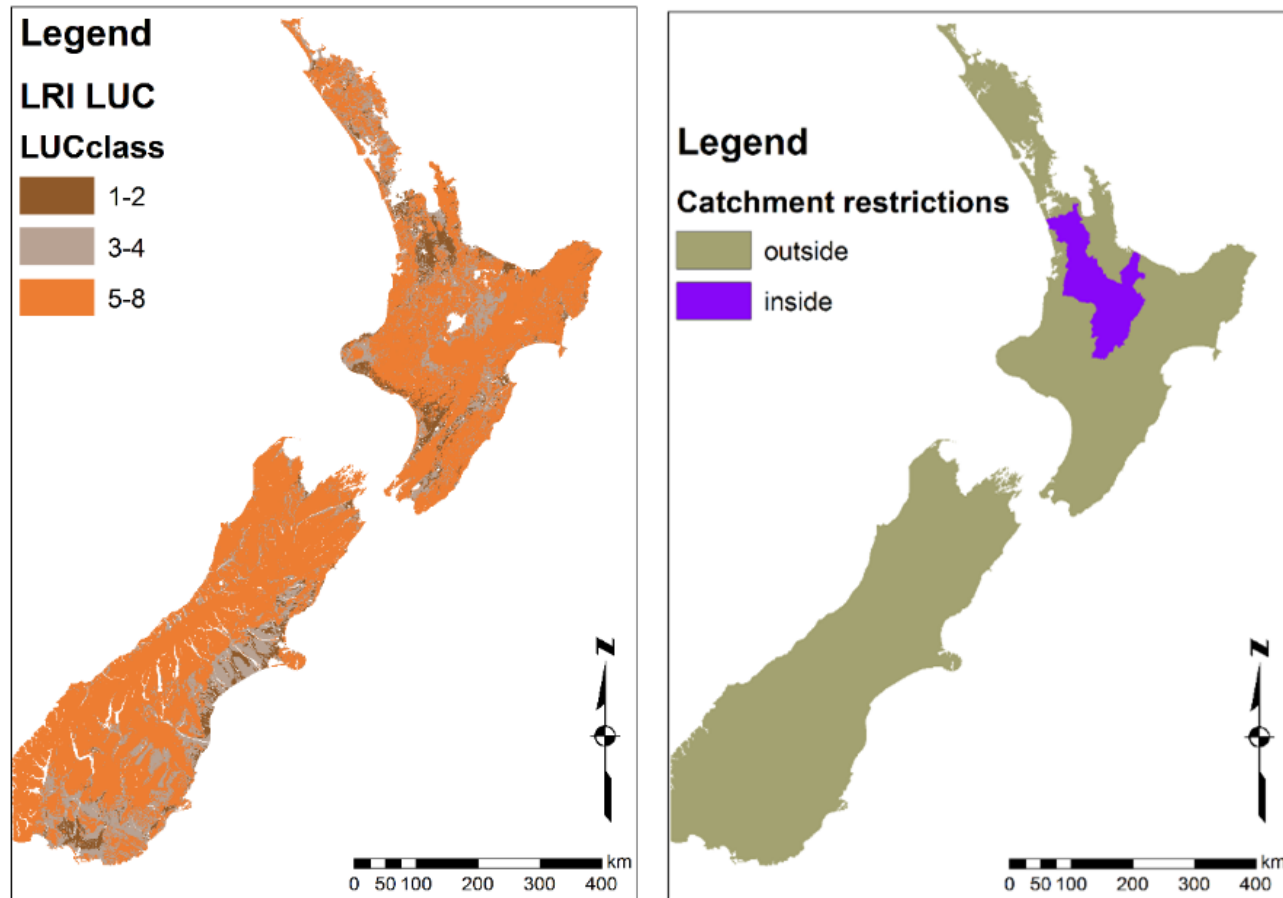 Legend
LRI LUC
LUCclass
1-2
3-4
5-8
N
km
0 50 100 200 300 400
Legend
Catchment restrictions
outside
inside
N
km
0 50 100 200 300 400